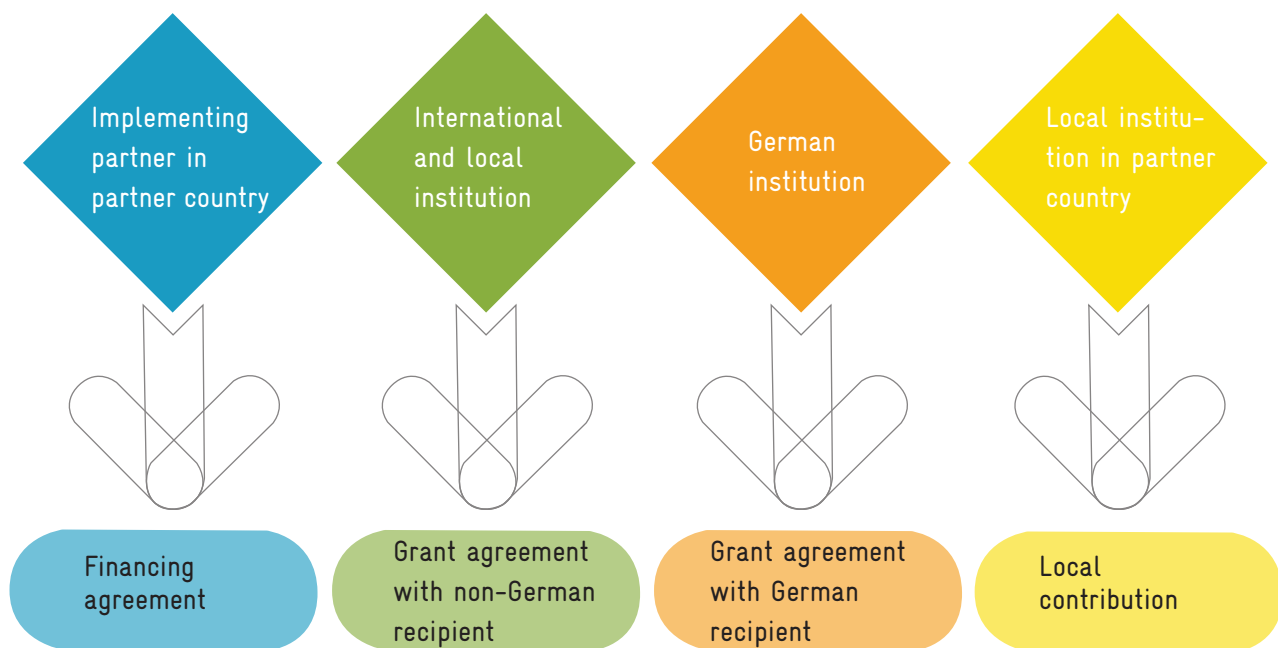 Implementing
partner in
partner country
International
and local
institution
German
institution
Local institu-
tion in partner
country
Financing
agreement
Grant agreement
with non-German
recipient
Grant agreement
with German
recipient
Local
contribution